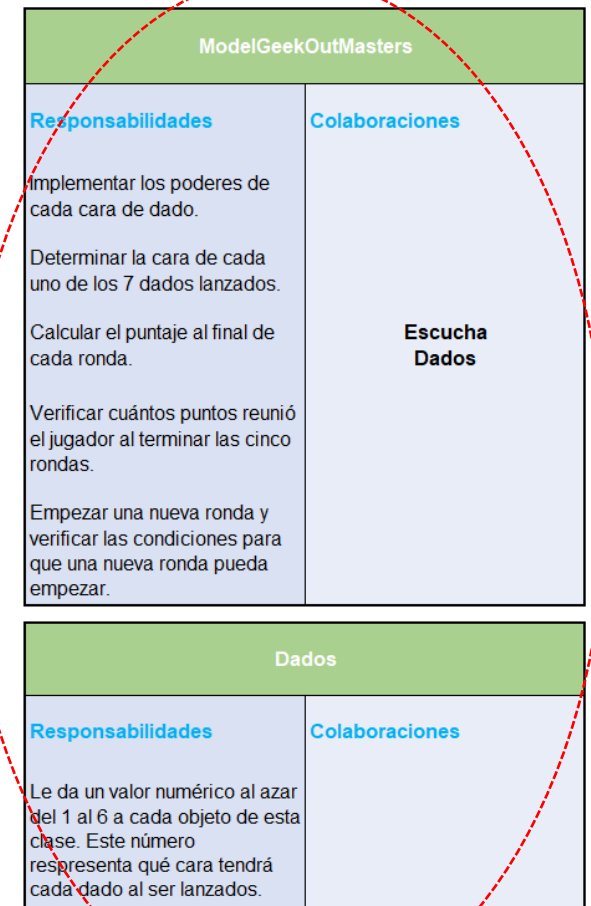 ModelGeekOutMasters
Responsabilidades
Colaboraciones
Implementar los poderes de
cada cara de dado.
Determinar la cara de cada
uno de los 7 dados lanzados.
Calcular el puntaje al final de
cada ronda.
Verificar cuántos puntos reunió
el jugador al terminar las cinco
rondas.
Empezar una nueva ronda y
verificar las condiciones para
que una nueva ronda pueda
empezar.
Escucha
Dados
Dados
Responsabilidades
Colaboraciones
Le da un valor numérico al azar
del 1 al 6 a cada objeto de esta
clase. Este número
respresenta qué cara tendrá
cada dado al ser lanzados.